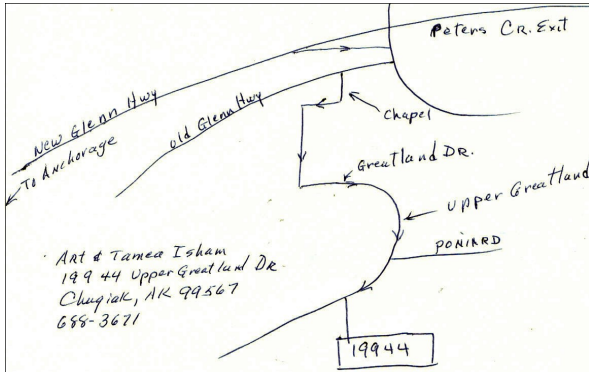 Peters CR. Exit
New Glenn Hwy
old Glenn Hwy
To Anchorage
Chapel
Greatland DR.
Upper Greatland
PONIARD
Art & Tamea Isham
19944 Upper Greatland DR.
Chugiak, AK 99567
688-3671
19944